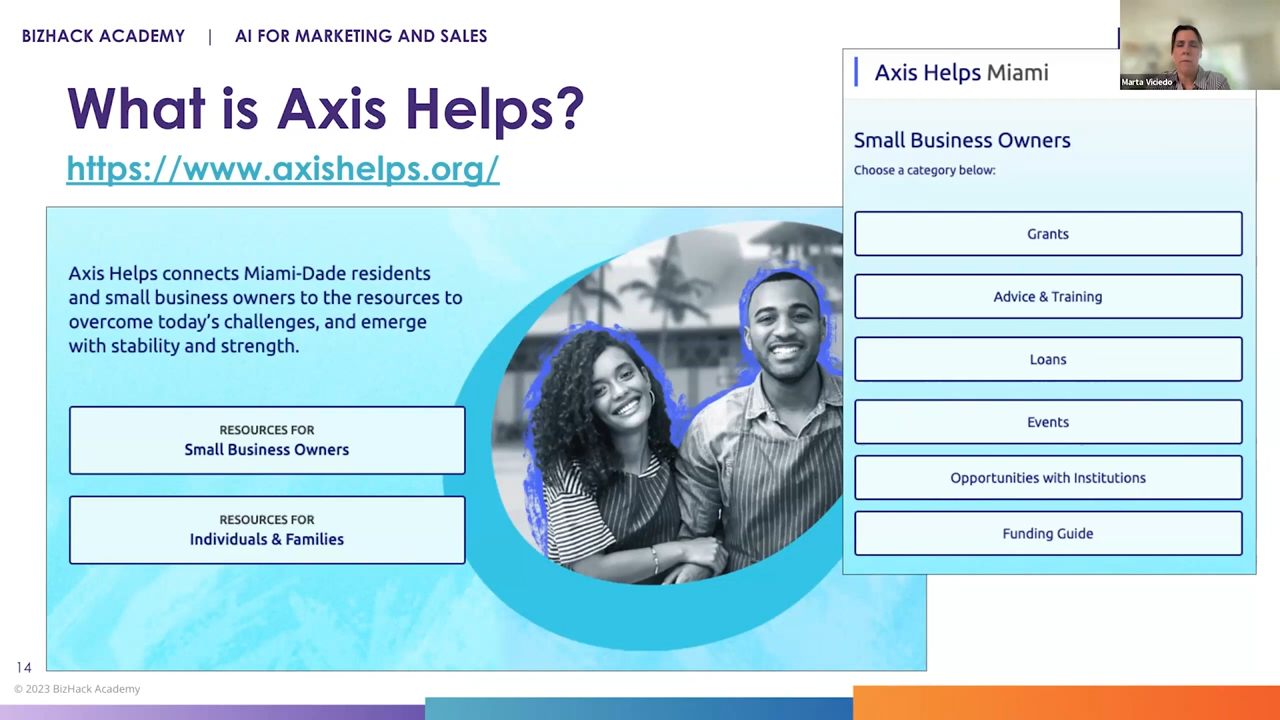 BIZHACK ACADEMY | AI FOR MARKETING AND SALES
What is Axis Helps?
https://www.axishelps.org/
Axis Helps connects Miami-Dade residents
and small business owners to the resources to
overcome today's challenges, and emerge
with stability and strength.
RESOURCES FOR
Small Business Owners
RESOURCES FOR
Individuals & Families
Axis Helps Miami
Small Business Owners
Choose a category below:
Grants
Advice & Training
Loans
Events
Opportunities with Institutions
Funding Guide
Marta Viciedo
14
© 2023 BizHack Academy